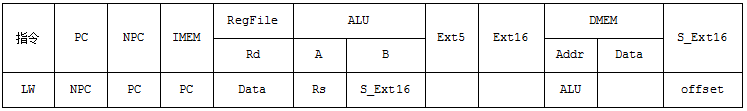 指令 PC NPC IMEM RegFile ALU Ext5 Ext16 DMEM S_Ext16
Rd A B Addr Data
LW NPC PC PC Data Rs S_Ext16 ALU offset